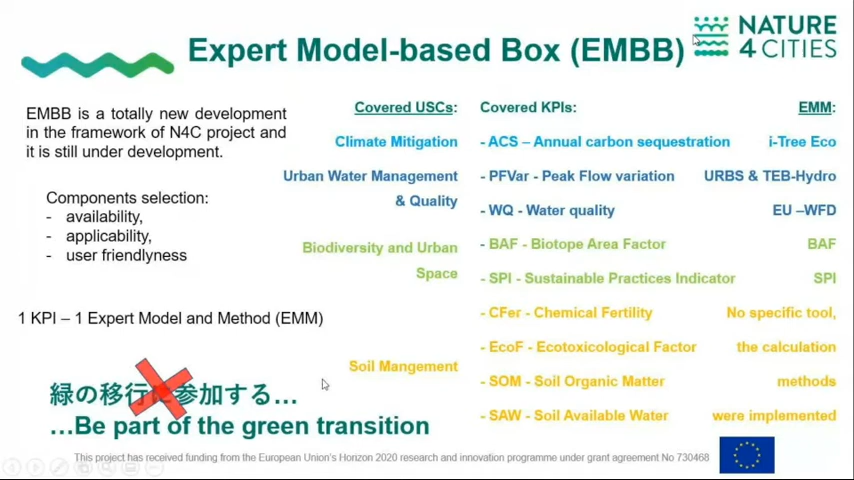 Expert Model-based Box (EMBB)
NATURE
4 CITIES
EMBB is a totally new development
in the framework of N4C project and
it is still under development.
Components selection:
- availability,
- applicability,
- user friendlyness
1 KPI – 1 Expert Model and Method (EMM)
Covered USCs:
Climate Mitigation
Urban Water Management
& Quality
Biodiversity and Urban
Space
Soil Mangement
Covered KPIs:
- ACS – Annual carbon sequestration
- PFVar - Peak Flow variation
- WQ - Water quality
- BAF - Biotope Area Factor
- SPI - Sustainable Practices Indicator
- CFer - Chemical Fertility
- EcoF - Ecotoxicological Factor
- SOM - Soil Organic Matter
- SAW - Soil Available Water
EMM:
i-Tree Eco
URBS & TEB-Hydro
EU –WFD
BAF
SPI
No specific tool,
the calculation
methods
were implemented
緑の移行に参加する...
...Be part of the green transition
This project has received funding from the European Union's Horizon 2020 research and innovation programme under grant agreement No 730468